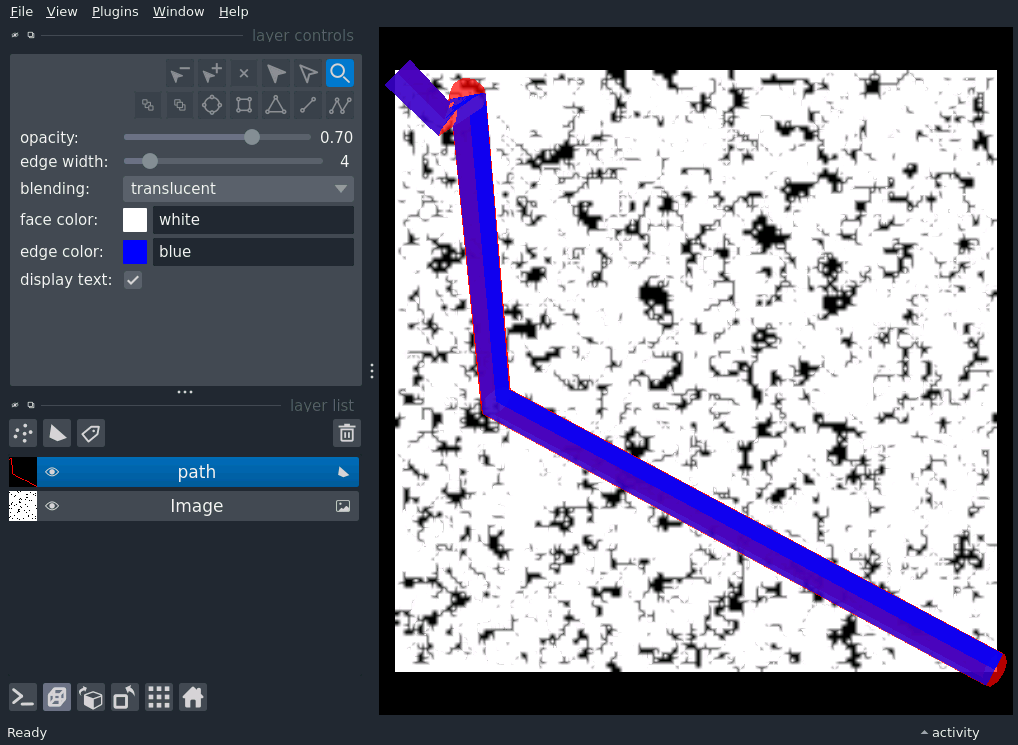 File View Plugins Window Help
layer controls
opacity: 0.70
edge width: 4
blending: translucent
face color: white
edge color: blue
display text:
layer list
path
Image
Ready activity